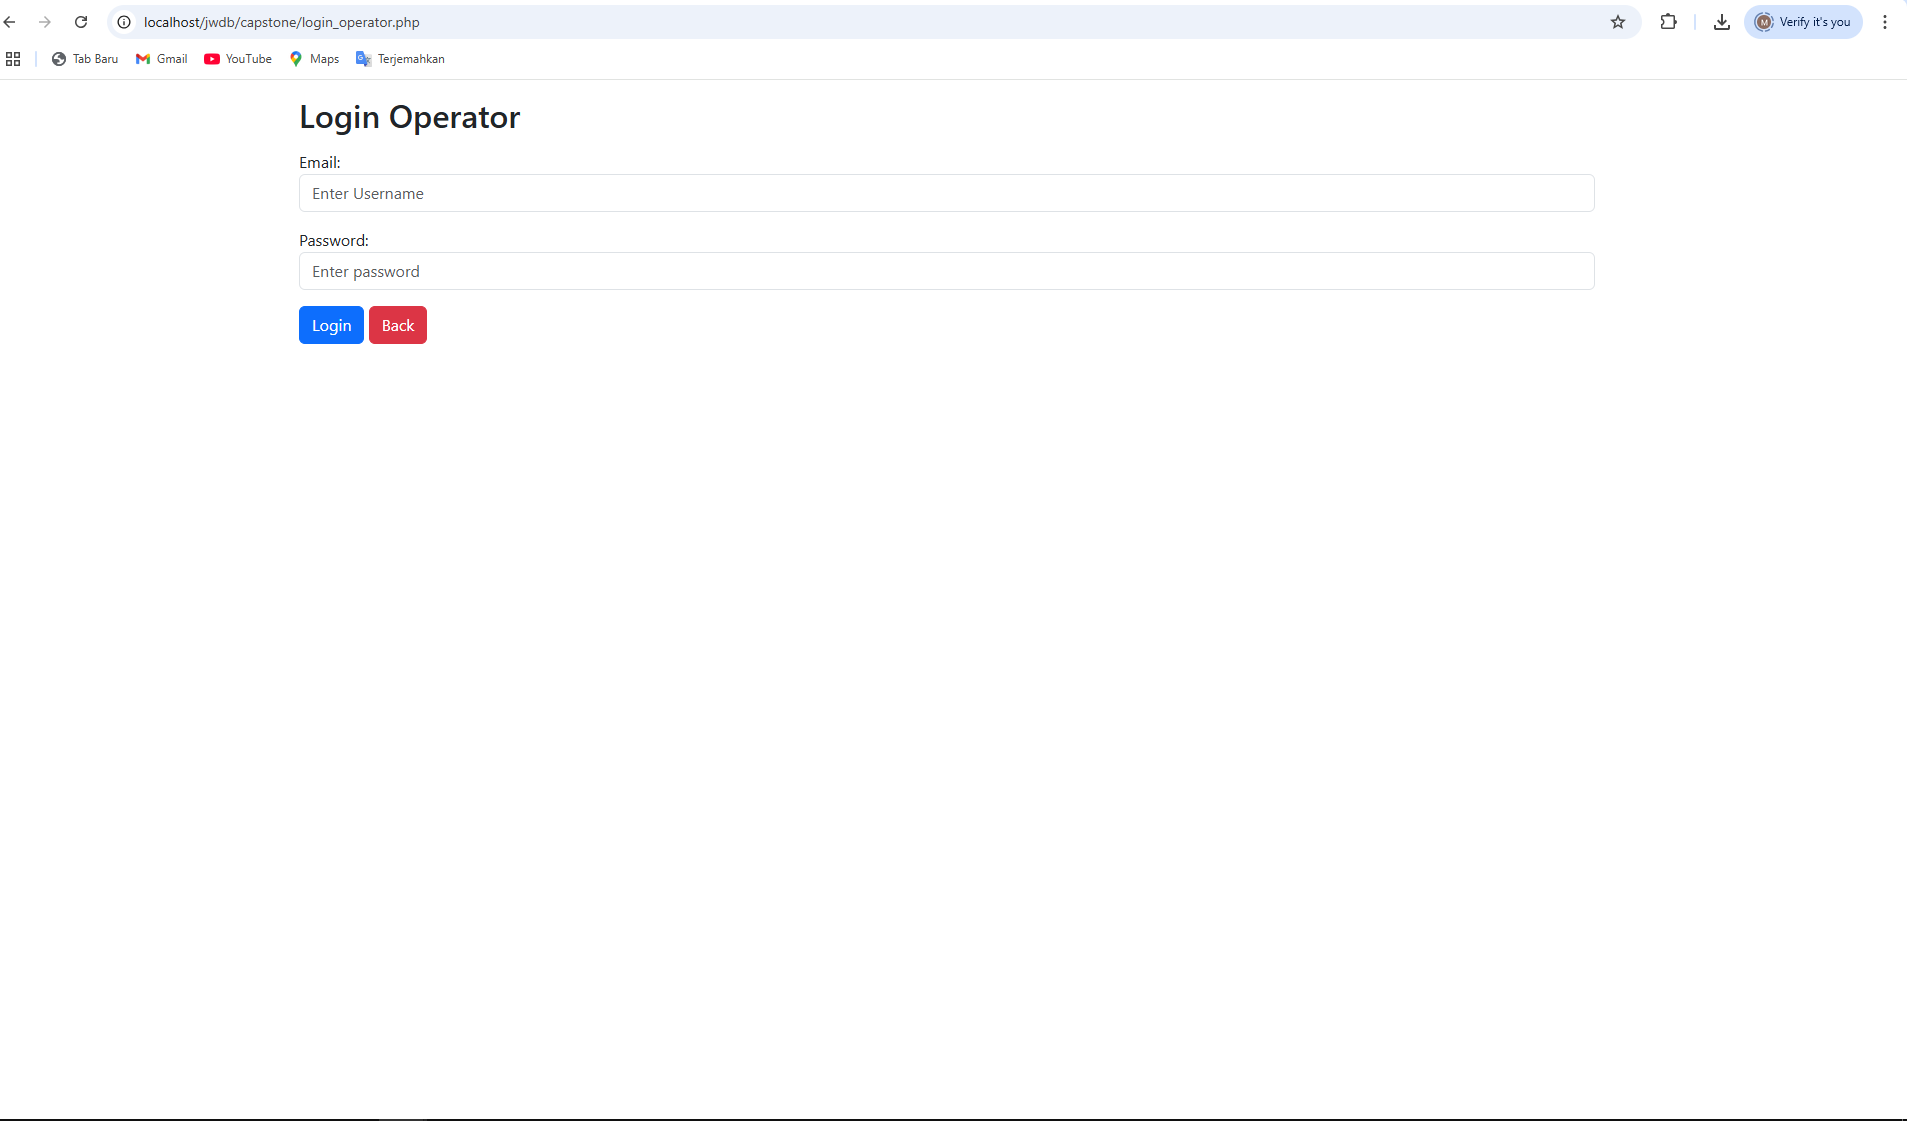 localhost/jwdb/capstone/login_operator.php
Verify it's you
Tab Baru Gmail YouTube Maps Terjemahkan
Login Operator
Email:
Enter Username
Password:
Enter password
Login Back